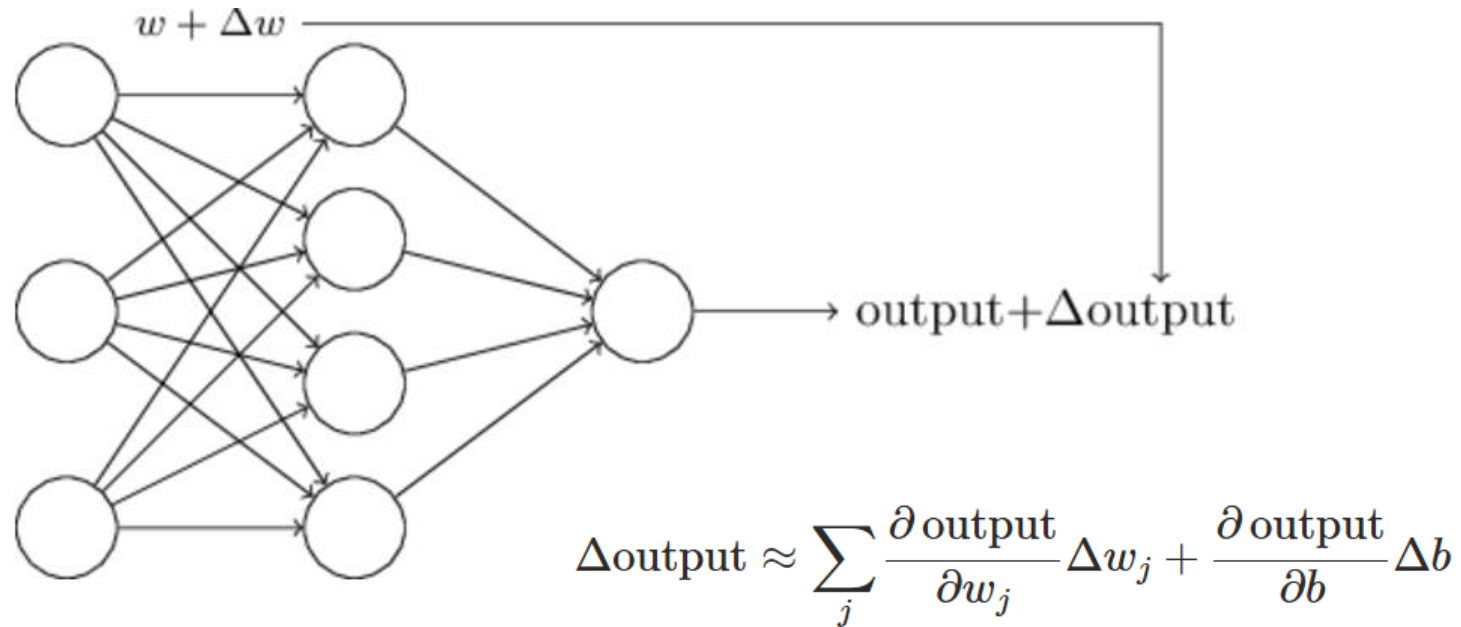 w + Δw
output+Δoutput
Δoutput ≈ ∑_j ∂ output/∂w_j Δw_j + ∂ output/∂b Δb